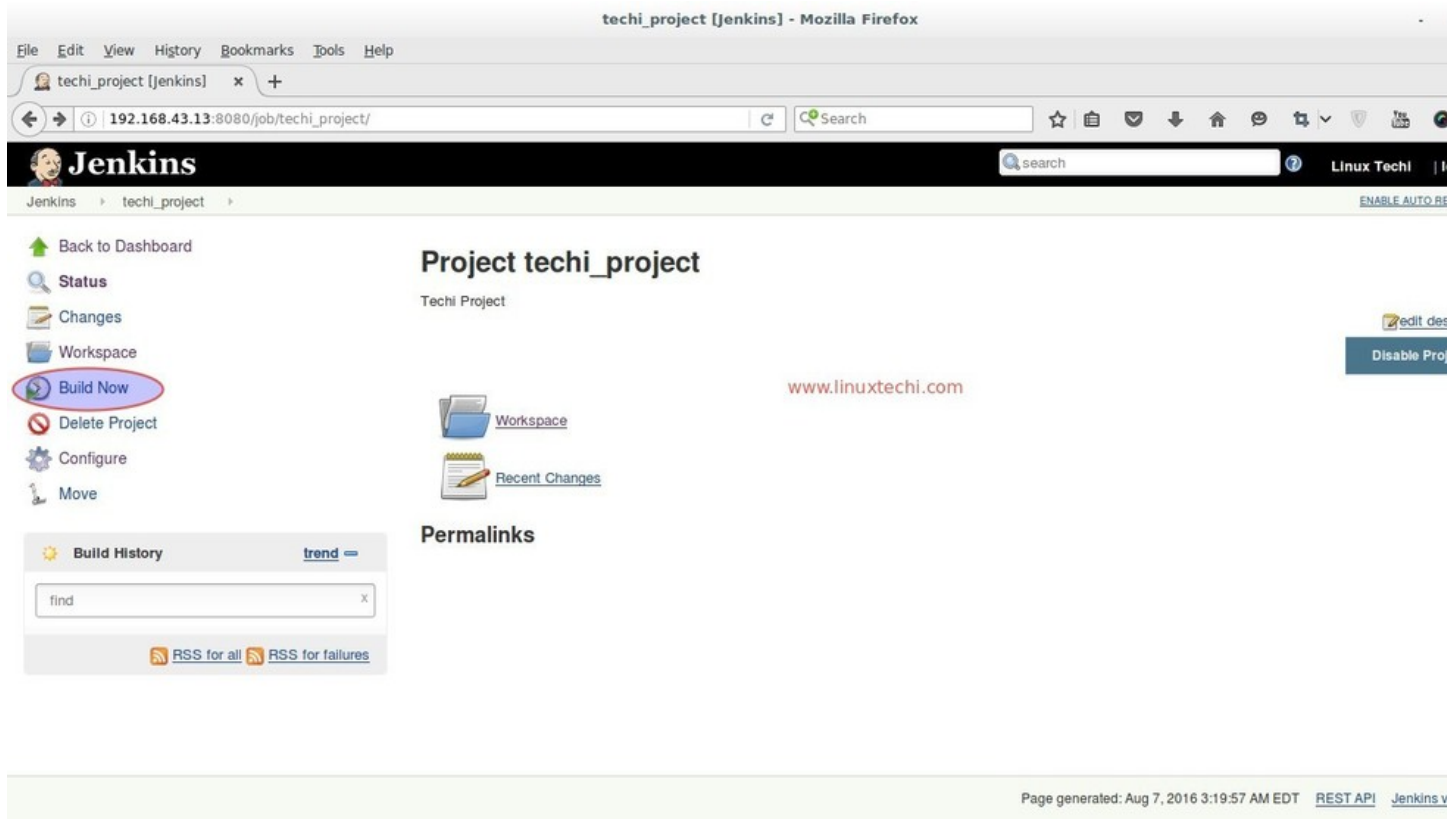 techi_project [Jenkins] - Mozilla Firefox
File Edit View History Bookmarks Tools Help
techi_project [Jenkins] × +
192.168.43.13:8080/job/techi_project/
Search
Jenkins
search
Linux Techi |
Jenkins techi_project
ENABLE AUTO RE
Back to Dashboard
Status
Changes
Workspace
Build Now
Delete Project
Configure
Move
Project techi_project
Techi Project
edit des
Disable Proj
www.linuxtechi.com
Workspace
Recent Changes
Permalinks
Build History trend
find x
RSS for all RSS for failures
Page generated: Aug 7, 2016 3:19:57 AM EDT REST API Jenkins v